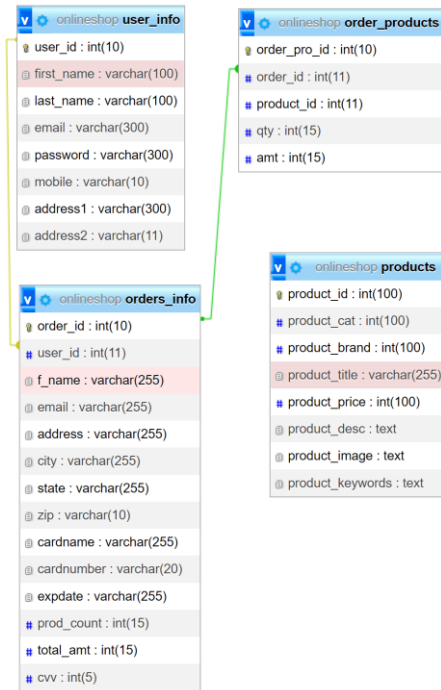 v onlineshop user_info
user_id : int(10)
first_name : varchar(100)
last_name : varchar(100)
email : varchar(300)
password : varchar(300)
mobile : varchar(10)
address1 : varchar(300)
address2 : varchar(11)
v onlineshop order_products
order_pro_id : int(10)
# order_id : int(11)
# product_id : int(11)
# qty : int(15)
# amt : int(15)
v onlineshop orders_info
order_id : int(10)
# user_id : int(11)
f_name : varchar(255)
email : varchar(255)
address : varchar(255)
city : varchar(255)
state : varchar(255)
zip : varchar(10)
cardname : varchar(255)
cardnumber : varchar(20)
expdate : varchar(255)
# prod_count : int(15)
# total_amt : int(15)
# cvv : int(5)
v onlineshop products
product_id : int(100)
# product_cat : int(100)
# product_brand : int(100)
product_title : varchar(255)
# product_price : int(100)
product_desc : text
product_image : text
product_keywords : text